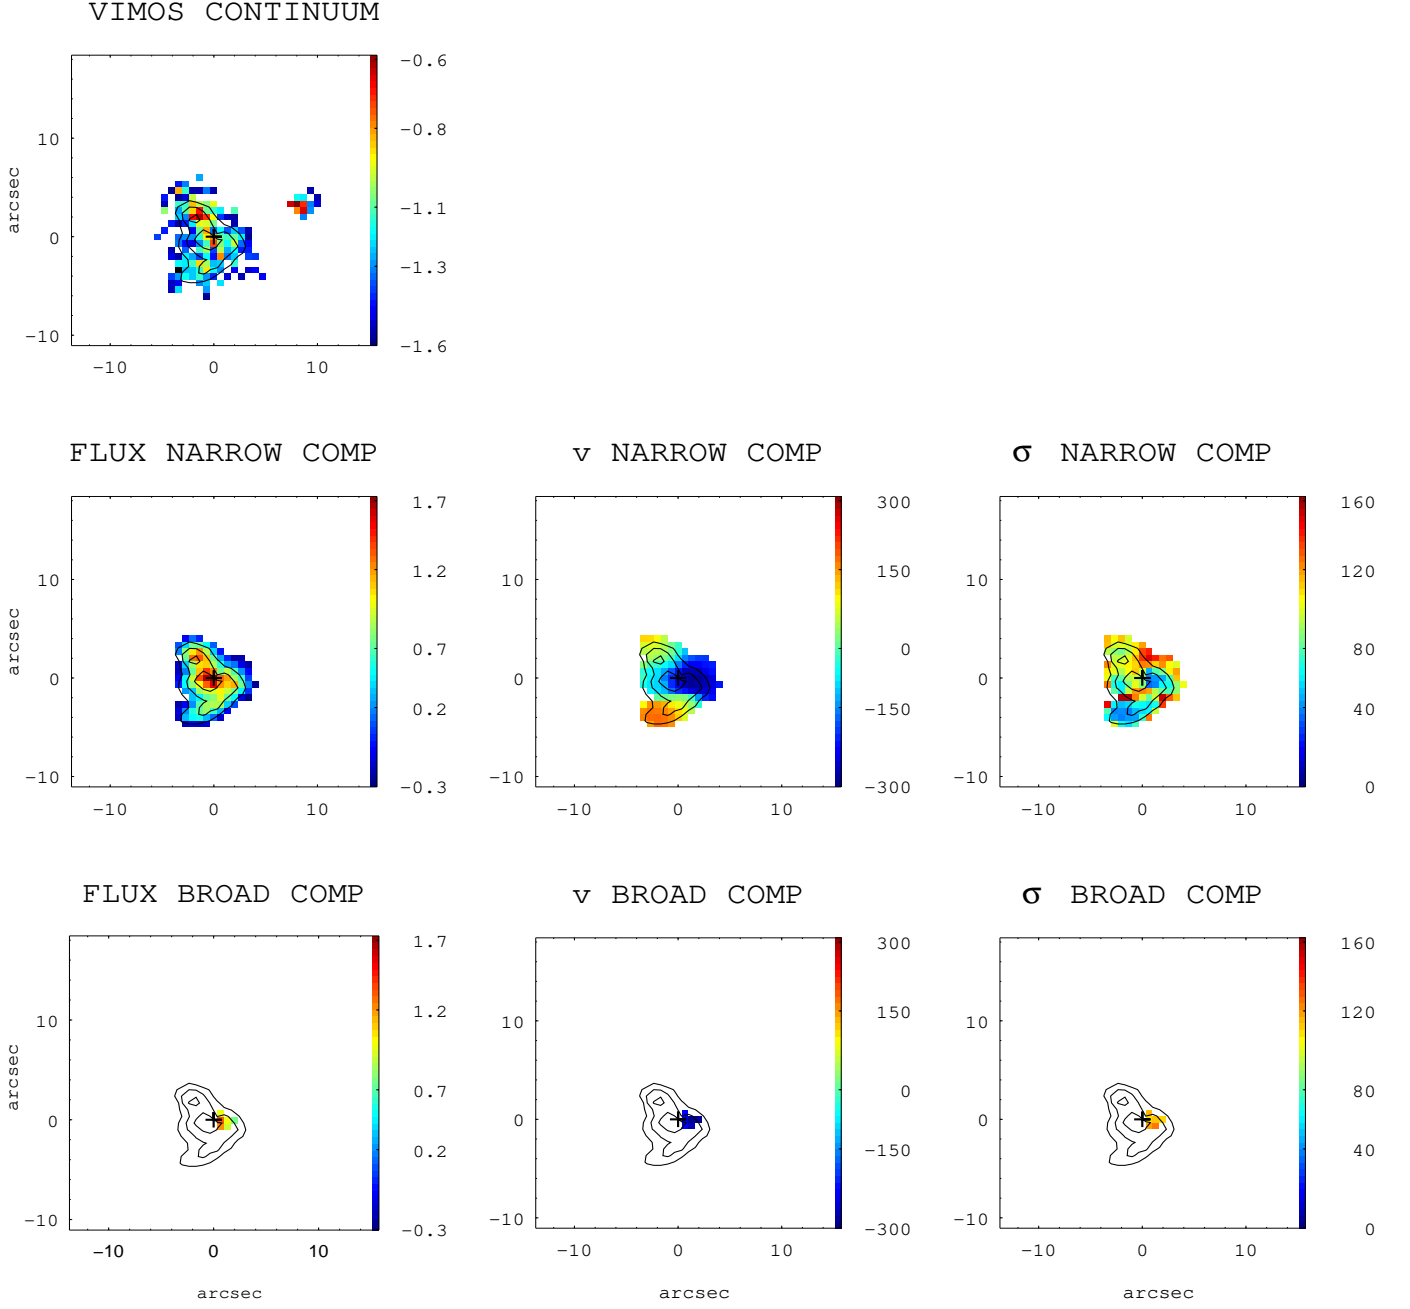 VIMOS CONTINUUM
−0.6
−0.8
−1.1
−1.3
−1.6
arcsec
10
0
−10
−10 0 10
FLUX NARROW COMP
1.7
1.2
0.7
0.2
−0.3
arcsec
10
0
−10
−10 0 10
v NARROW COMP
300
150
0
−150
−300
10
0
−10
−10 0 10
σ NARROW COMP
160
120
80
40
0
10
0
−10
−10 0 10
FLUX BROAD COMP
1.7
1.2
0.7
0.2
−0.3
arcsec
10
0
−10
−10 0 10
arcsec
v BROAD COMP
300
150
0
−150
−300
10
0
−10
−10 0 10
arcsec
σ BROAD COMP
160
120
80
40
0
10
0
−10
−10 0 10
arcsec